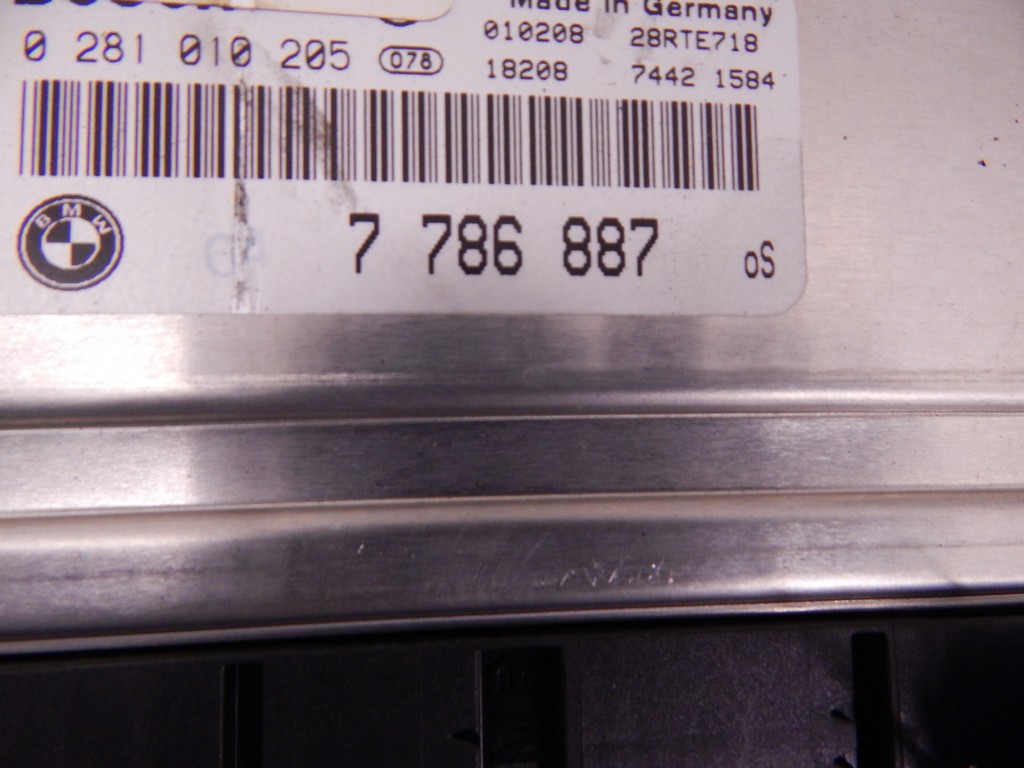 Made in Germany
010208 28RTE718
0 281 010 205 078
18208 7442 1584
BMW
7 786 887 oS